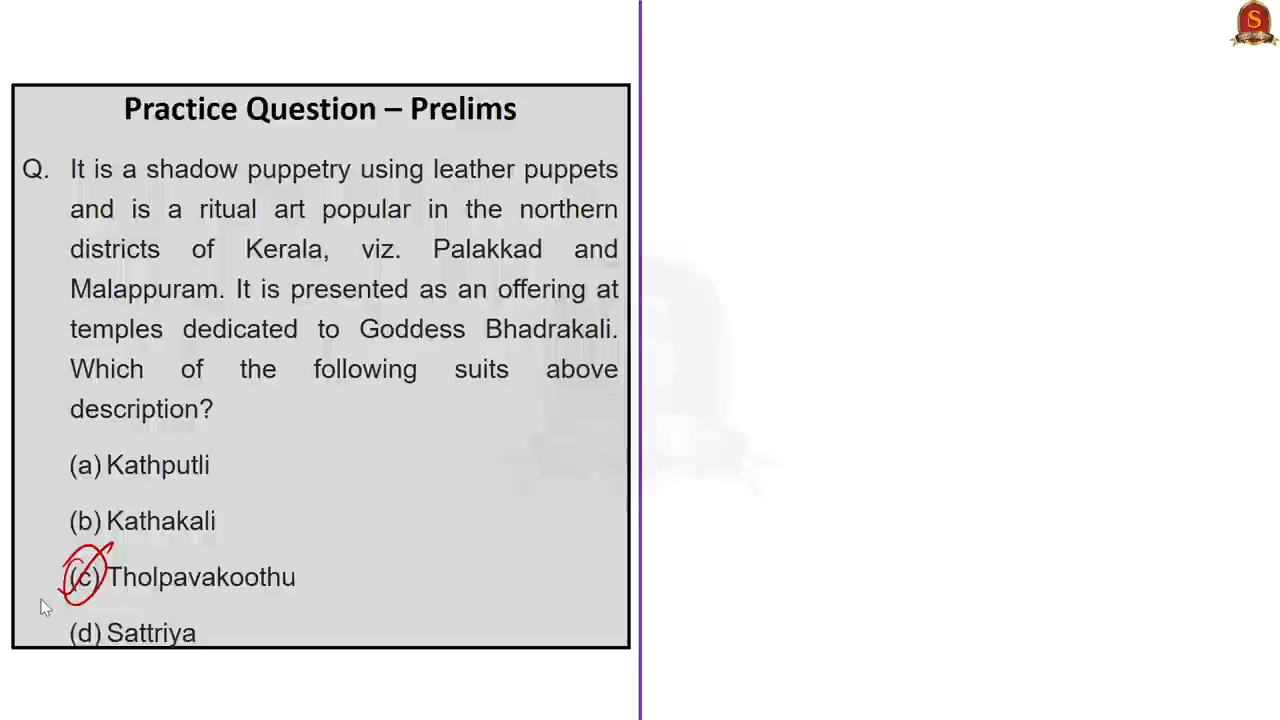 S
Practice Question – Prelims
Q. It is a shadow puppetry using leather puppets
and is a ritual art popular in the northern
districts of Kerala, viz. Palakkad and
Malappuram. It is presented as an offering at
temples dedicated to Goddess Bhadrakali.
Which of the following suits above
description?
(a) Kathputli
(b) Kathakali
(c) Tholpavakoothu
(d) Sattriya